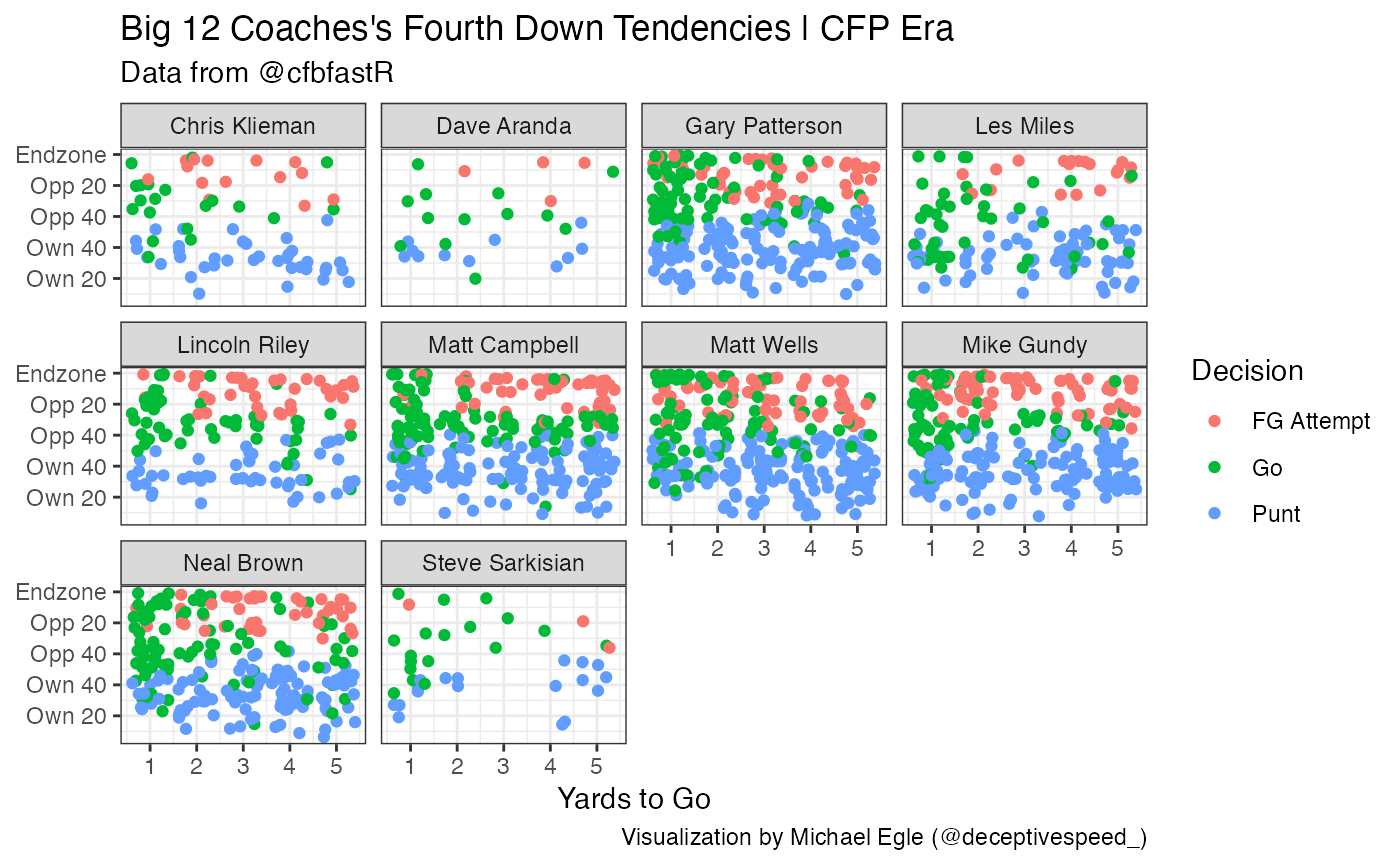 Big 12 Coaches's Fourth Down Tendencies | CFP Era
Data from @cfbfastR
Chris Klieman
Dave Aranda
Gary Patterson
Les Miles
Endzone
Opp 20
Opp 40
Own 40
Own 20
Lincoln Riley
Matt Campbell
Matt Wells
Mike Gundy
Endzone
Opp 20
Opp 40
Own 40
Own 20
1 2 3 4 5
1 2 3 4 5
Neal Brown
Steve Sarkisian
Endzone
Opp 20
Opp 40
Own 40
Own 20
1 2 3 4 5
1 2 3 4 5
Yards to Go
Decision
FG Attempt
Go
Punt
Visualization by Michael Egle (@deceptivespeed_)